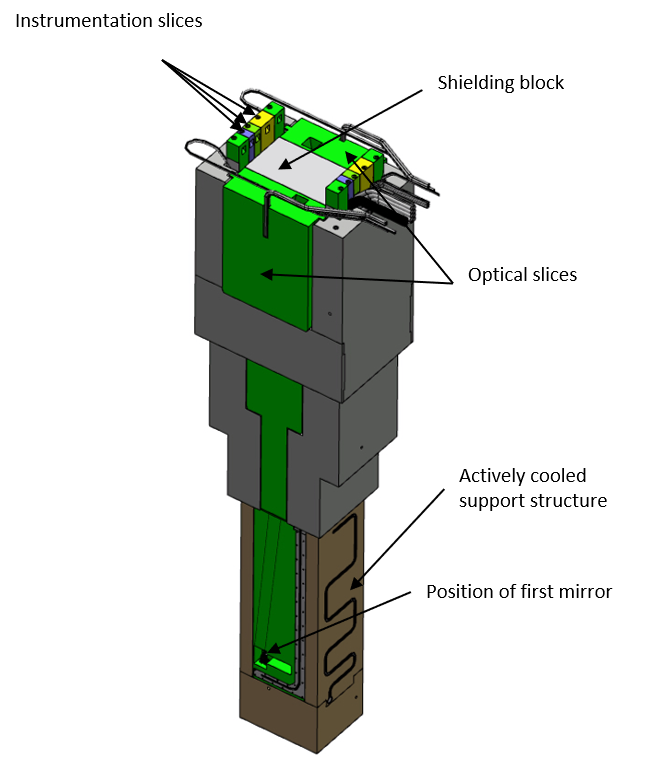 Instrumentation slices
Shielding block
Optical slices
Actively cooled
support structure
Position of first mirror